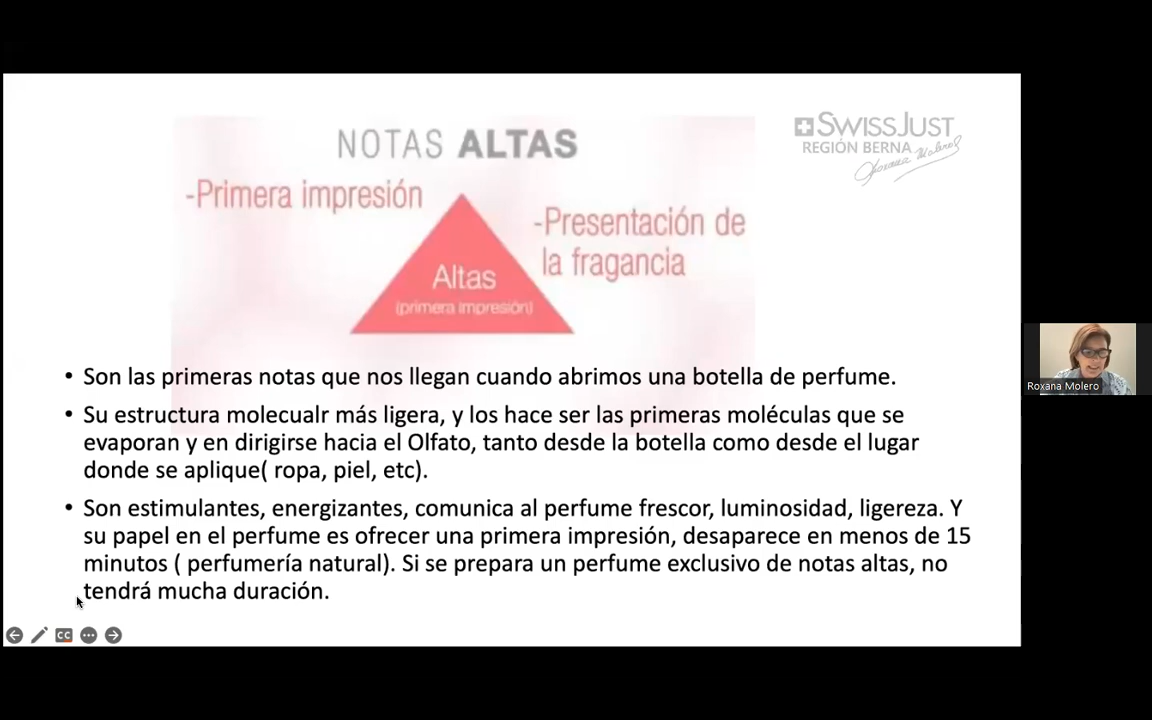 NOTAS ALTAS
SWISSJUST
REGIÓN BERNA
Roxana Molero
-Primera impresión
-Presentación de
la fragancia
Altas
(primera impresión)
• Son las primeras notas que nos llegan cuando abrimos una botella de perfume.
• Su estructura molecualr más ligera, y los hace ser las primeras moléculas que se
evaporan y en dirigirse hacia el Olfato, tanto desde la botella como desde el lugar
donde se aplique( ropa, piel, etc).
• Son estimulantes, energizantes, comunica al perfume frescor, luminosidad, ligereza. Y
su papel en el perfume es ofrecer una primera impresión, desaparece en menos de 15
minutos ( perfumería natural). Si se prepara un perfume exclusivo de notas altas, no
tendrá mucha duración.
CC
Roxana Molero